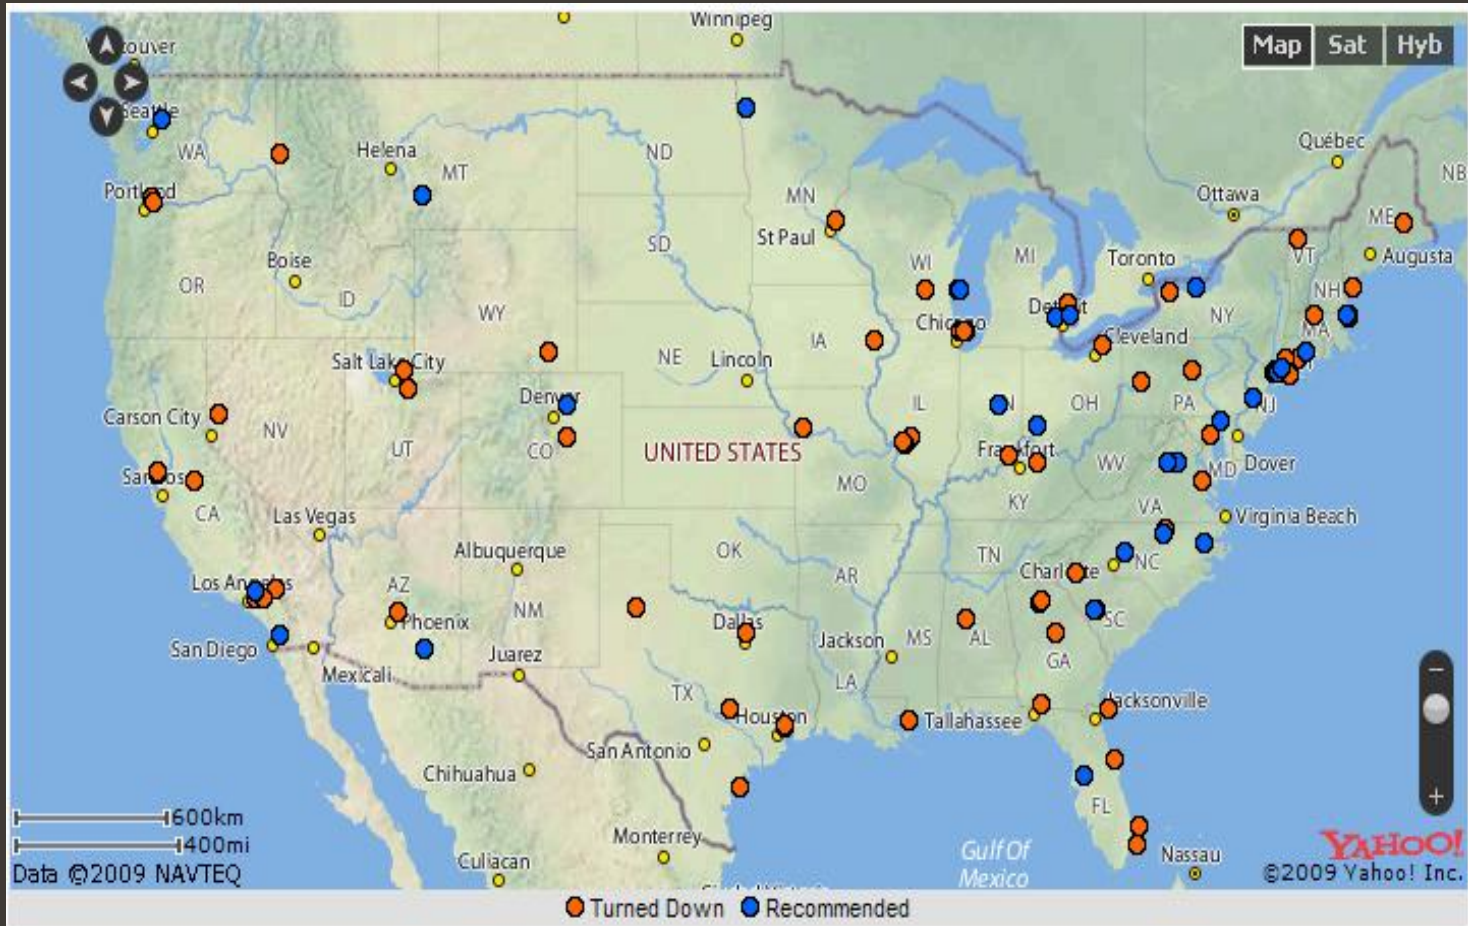 Winnipeg
Map Sat Hyb
Seattle
Québec
WA
Helena
MT
ND
NB
Portland
MN
Ottawa
ME
St Paul
SD
VT
Augusta
Boise
WI
MI
Toronto
OR
ID
NH
WY
Detroit
NY
Chicago
MA
Cleveland
IA
Salt Lake City
NE
Lincoln
Denver
IL
OH
PA
NJ
Carson City
NV
UT
CO
UNITED STATES
Frankfort
WV
MD
Dover
MO
KY
VA
CA
Las Vegas
Virginia Beach
Albuquerque
OK
TN
NC
AR
Charlotte
Los Angeles
AZ
NM
Phoenix
Dallas
Jackson
MS
AL
SC
San Diego
Juarez
GA
Mexicali
LA
TX
Jacksonville
Houston
Tallahassee
San Antonio
Chihuahua
FL
600km
400mi
Monterrey
Gulf Of
Mexico
Nassau
YAHOO!
Culiacan
Data ©2009 NAVTEQ
©2009 Yahoo! Inc.
Turned Down Recommended